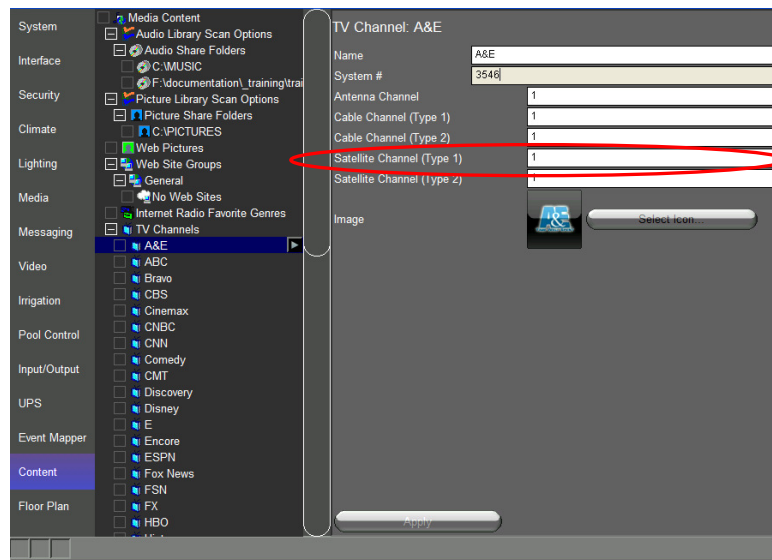 System
Interface
Security
Climate
Lighting
Media
Messaging
Video
Irrigation
Pool Control
Input/Output
UPS
Event Mapper
Content
Floor Plan
Media Content
Audio Library Scan Options
Audio Share Folders
C:\MUSIC
F:\documentation\_training\trai
Picture Library Scan Options
Picture Share Folders
C:\PICTURES
Web Pictures
Web Site Groups
General
No Web Sites
Internet Radio Favorite Genres
TV Channels
A&E
ABC
Bravo
CBS
Cinemax
CNBC
CNN
Comedy
CMT
Discovery
Disney
E
Encore
ESPN
Fox News
FSN
FX
HBO
TV Channel: A&E
Name A&E
System # 3546
Antenna Channel 1
Cable Channel (Type 1) 1
Cable Channel (Type 2) 1
Satellite Channel (Type 1) 1
Satellite Channel (Type 2) 1
Image A&E Select Icon...
Apply